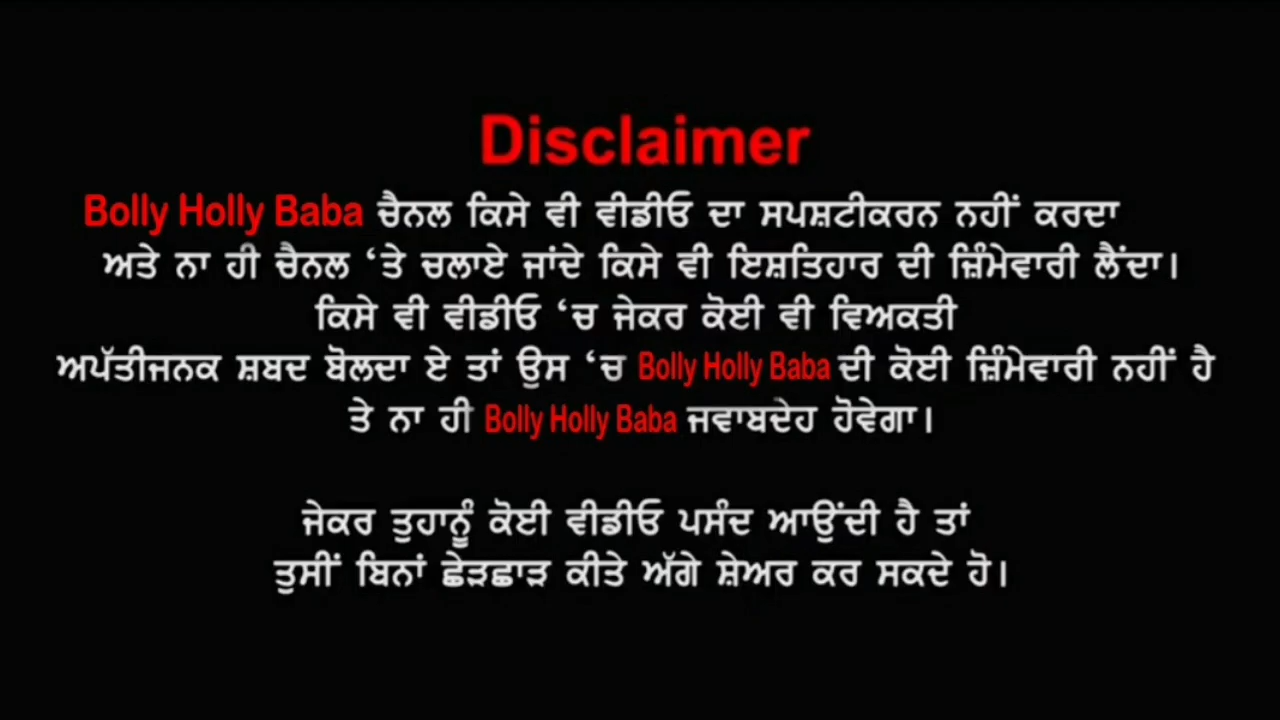 Disclaimer
Bolly Holly Baba ਚੈਨਲ ਕਿਸੇ ਵੀ ਵੀਡੀਓ ਦਾ ਸਪਸ਼ਟੀਕਰਨ ਨਹੀਂ ਕਰਦਾ
ਅਤੇ ਨਾ ਹੀ ਚੈਨਲ ‘ਤੇ ਚਲਾਏ ਜਾਂਦੇ ਕਿਸੇ ਵੀ ਇਸ਼ਤਿਹਾਰ ਦੀ ਜ਼ਿੰਮੇਵਾਰੀ ਲੈਂਦਾ।
ਕਿਸੇ ਵੀ ਵੀਡੀਓ ‘ਚ ਜੇਕਰ ਕੋਈ ਵੀ ਵਿਅਕਤੀ
ਅਪੱਤੀਜਨਕ ਸ਼ਬਦ ਬੋਲਦਾ ਏ ਤਾਂ ਉਸ ‘ਚ Bolly Holly Baba ਦੀ ਕੋਈ ਜ਼ਿੰਮੇਵਾਰੀ ਨਹੀਂ ਹੈ
ਤੇ ਨਾ ਹੀ Bolly Holly Baba ਜਵਾਬਦੇਹ ਹੋਵੇਗਾ।
ਜੇਕਰ ਤੁਹਾਨੂੰ ਕੋਈ ਵੀਡੀਓ ਪਸੰਦ ਆਉਂਦੀ ਹੈ ਤਾਂ
ਤੁਸੀਂ ਬਿਨਾਂ ਛੇੜਛਾੜ ਕੀਤੇ ਅੱਗੇ ਸ਼ੇਅਰ ਕਰ ਸਕਦੇ ਹੋ।